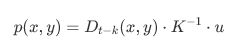 p(x, y) = D_{t−k}(x, y) · K^{−1} · u